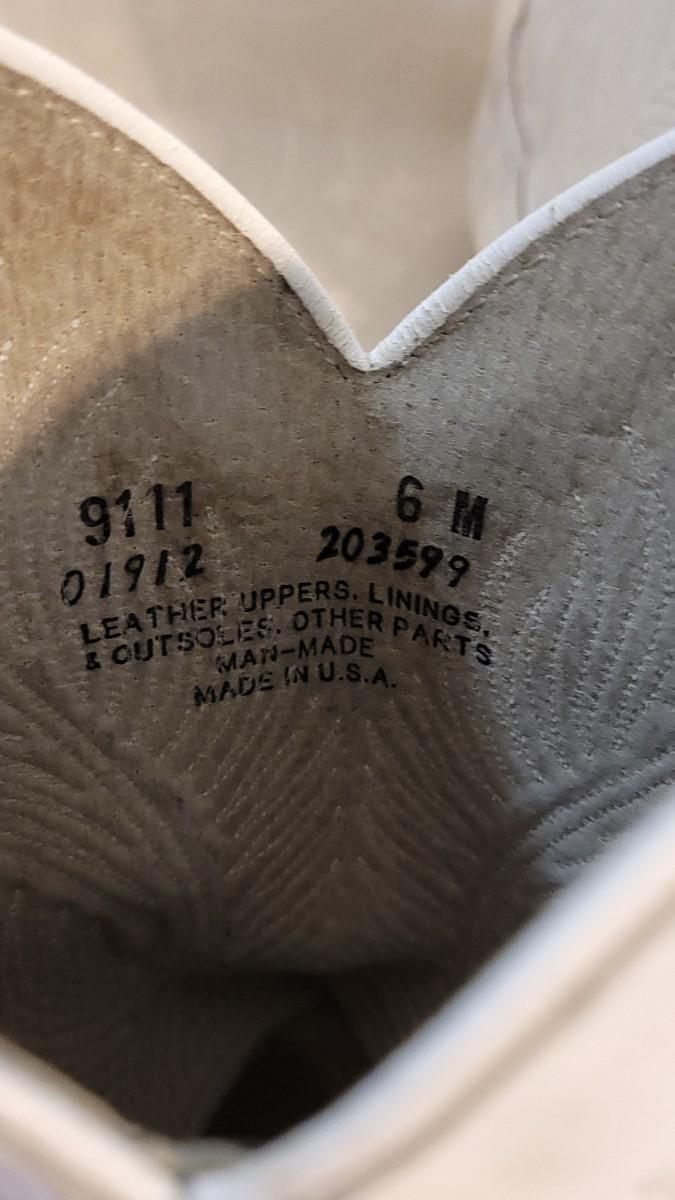 9111 6 M
01912 203599
LEATHER UPPERS, LININGS,
& OUTSOLES. OTHER PARTS
MAN-MADE
MADE IN U.S.A.